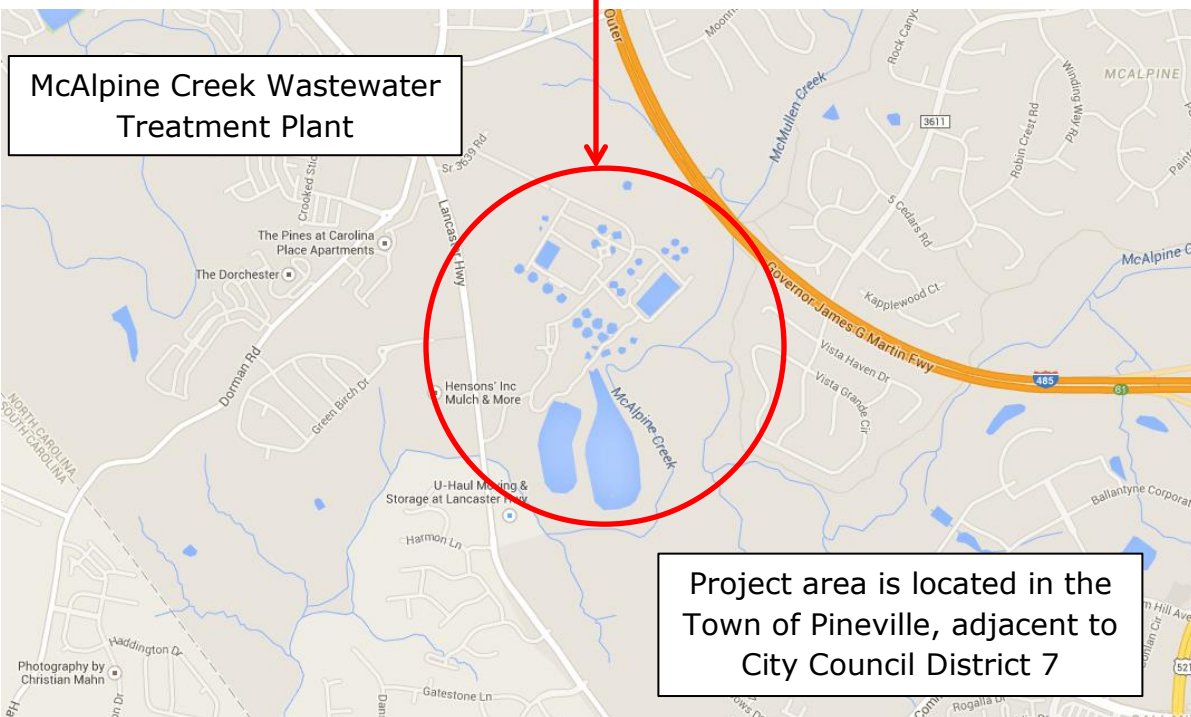 McAlpine Creek Wastewater
Treatment Plant
Outer
McMullen Creek
MCALPINE
3611
Winding Way Rd
Robin Crest Rd
Sr 3639 Rd
S Cedars Rd
McAlpine
Lancaster Hwy
The Pines at Carolina
Place Apartments
The Dorchester
Kapplewood Ct
Governor James G Martin Fwy
Vista Haven Dr
Vista Grande Cir
485
61
Dorman Rd
Green Birch Dr
Hensons' Inc
Mulch & More
McAlpine Creek
NORTH CAROLINA
SOUTH CAROLINA
U-Haul Moving &
Storage at Lancaster Hwy
Harmon Ln
Project area is located in the
Town of Pineville, adjacent to
City Council District 7
521
Haddington Dr
Photography by
Christian Mahn
Gatestone Ln
Rogalla Dr